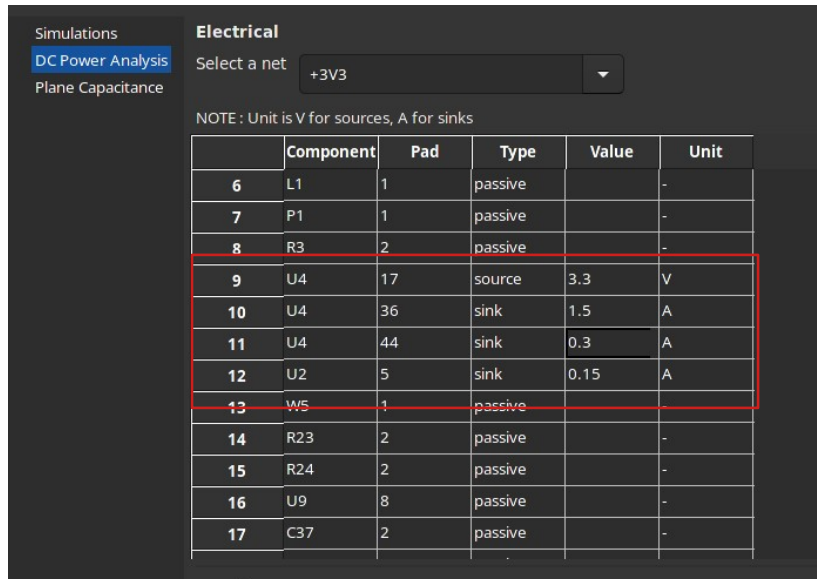 Simulations
DC Power Analysis
Plane Capacitance
Electrical
Select a net +3V3
NOTE : Unit is V for sources, A for sinks
Component Pad Type Value Unit
6 L1 1 passive -
7 P1 1 passive -
8 R3 2 passive -
9 U4 17 source 3.3 V
10 U4 36 sink 1.5 A
11 U4 44 sink 0.3 A
12 U2 5 sink 0.15 A
13 W5 1 passive -
14 R23 2 passive -
15 R24 2 passive -
16 U9 8 passive -
17 C37 2 passive -